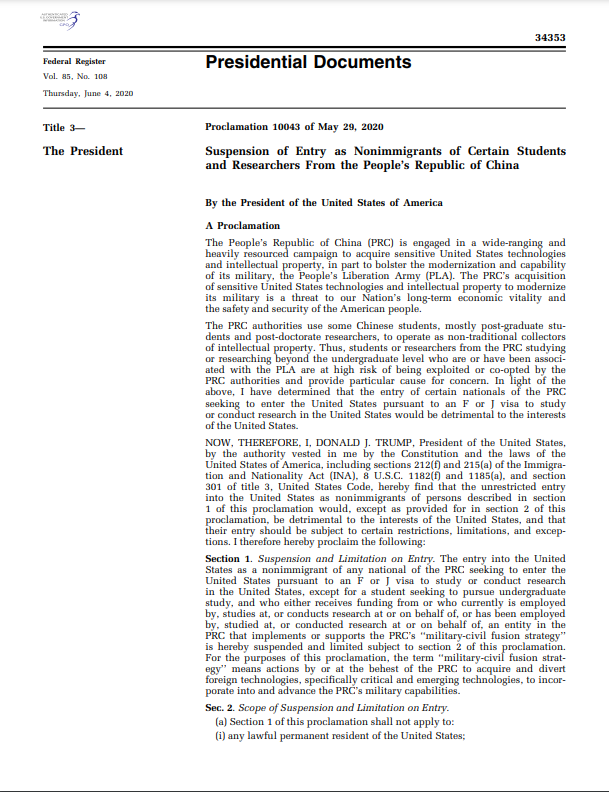 AUTHENTICATED
U.S. GOVERNMENT
INFORMATION
GPO
34353
Federal Register
Vol. 85, No. 108
Thursday, June 4, 2020
Presidential Documents
Title 3—
The President
Proclamation 10043 of May 29, 2020
Suspension of Entry as Nonimmigrants of Certain Students
and Researchers From the People's Republic of China
By the President of the United States of America
A Proclamation
The People's Republic of China (PRC) is engaged in a wide-ranging and
heavily resourced campaign to acquire sensitive United States technologies
and intellectual property, in part to bolster the modernization and capability
of its military, the People's Liberation Army (PLA). The PRC's acquisition
of sensitive United States technologies and intellectual property to modernize
its military is a threat to our Nation's long-term economic vitality and
the safety and security of the American people.
The PRC authorities use some Chinese students, mostly post-graduate stu-
dents and post-doctorate researchers, to operate as non-traditional collectors
of intellectual property. Thus, students or researchers from the PRC studying
or researching beyond the undergraduate level who are or have been associ-
ated with the PLA are at high risk of being exploited or co-opted by the
PRC authorities and provide particular cause for concern. In light of the
above, I have determined that the entry of certain nationals of the PRC
seeking to enter the United States pursuant to an F or J visa to study
or conduct research in the United States would be detrimental to the interests
of the United States.
NOW, THEREFORE, I, DONALD J. TRUMP, President of the United States,
by the authority vested in me by the Constitution and the laws of the
United States of America, including sections 212(f) and 215(a) of the Immigra-
tion and Nationality Act (INA), 8 U.S.C. 1182(f) and 1185(a), and section
301 of title 3, United States Code, hereby find that the unrestricted entry
into the United States as nonimmigrants of persons described in section
1 of this proclamation would, except as provided for in section 2 of this
proclamation, be detrimental to the interests of the United States, and that
their entry should be subject to certain restrictions, limitations, and excep-
tions. I therefore hereby proclaim the following:
Section 1. Suspension and Limitation on Entry. The entry into the United
States as a nonimmigrant of any national of the PRC seeking to enter the
United States pursuant to an F or J visa to study or conduct research
in the United States, except for a student seeking to pursue undergraduate
study, and who either receives funding from or who currently is employed
by, studies at, or conducts research at or on behalf of, or has been employed
by, studied at, or conducted research at or on behalf of, an entity in the
PRC that implements or supports the PRC's ''military-civil fusion strategy''
is hereby suspended and limited subject to section 2 of this proclamation.
For the purposes of this proclamation, the term ''military-civil fusion strat-
egy'' means actions by or at the behest of the PRC to acquire and divert
foreign technologies, specifically critical and emerging technologies, to incor-
porate into and advance the PRC's military capabilities.
Sec. 2. Scope of Suspension and Limitation on Entry.
(a) Section 1 of this proclamation shall not apply to:
(i) any lawful permanent resident of the United States;